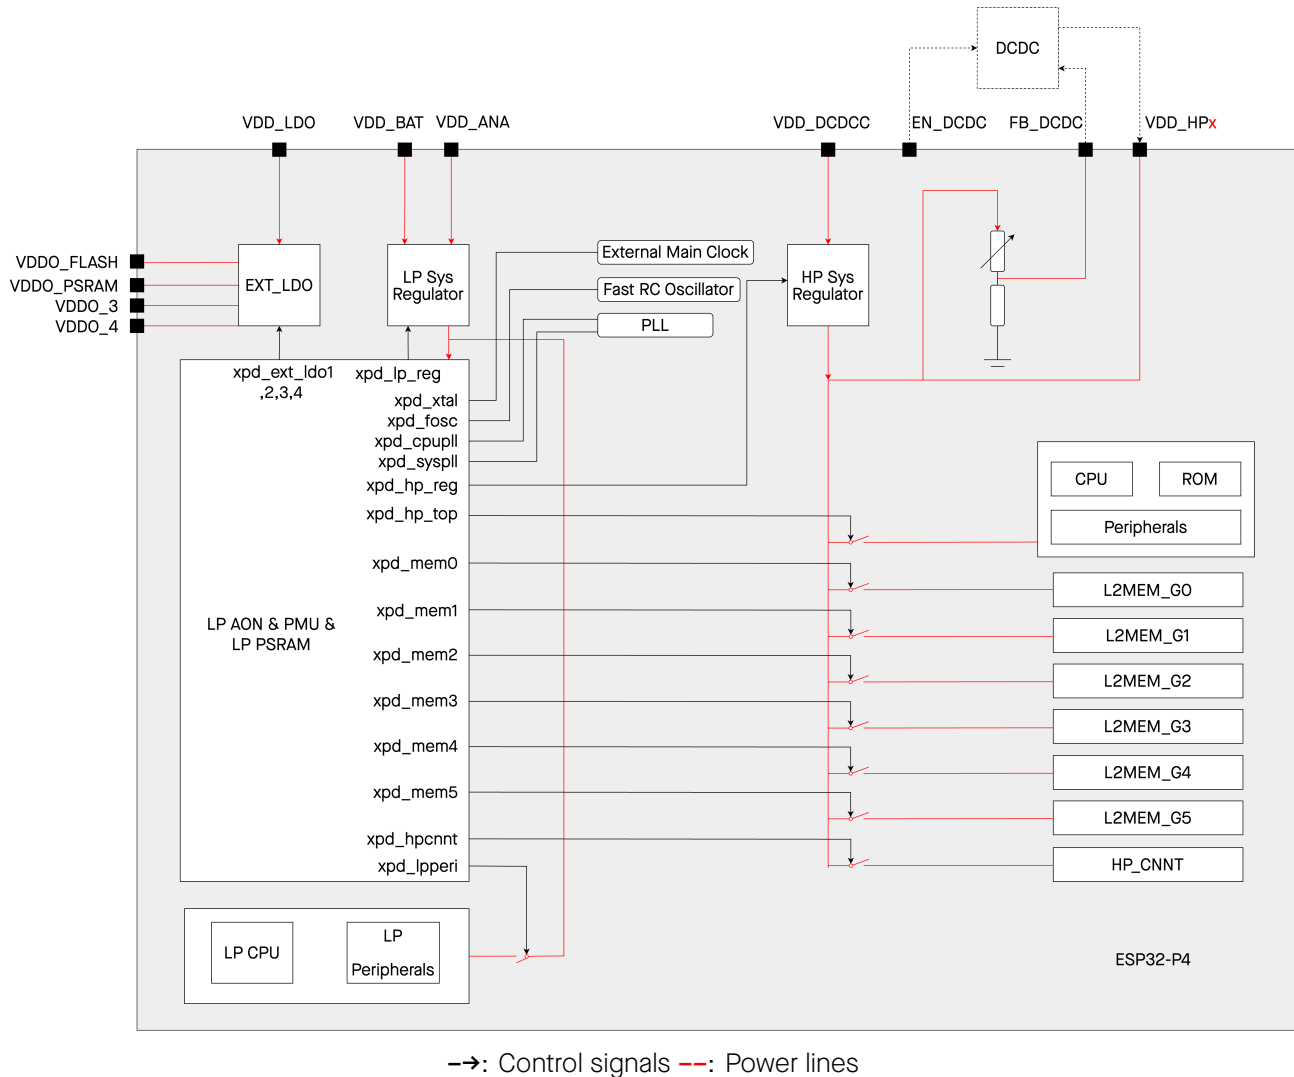 DCDC
VDD_LDO
VDD_BAT
VDD_ANA
VDD_DCDCC
EN_DCDC
FB_DCDC
VDD_HPx
VDDO_FLASH
VDDO_PSRAM
VDDO_3
VDDO_4
EXT_LDO
LP Sys
Regulator
External Main Clock
Fast RC Oscillator
PLL
HP Sys
Regulator
xpd_ext_ldo1
,2,3,4
xpd_lp_reg
xpd_xtal
xpd_fosc
xpd_cpupll
xpd_syspll
xpd_hp_reg
xpd_hp_top
xpd_mem0
xpd_mem1
xpd_mem2
xpd_mem3
xpd_mem4
xpd_mem5
xpd_hpcnnt
xpd_lpperi
LP AON & PMU &
LP PSRAM
CPU
ROM
Peripherals
L2MEM_G0
L2MEM_G1
L2MEM_G2
L2MEM_G3
L2MEM_G4
L2MEM_G5
HP_CNNT
LP CPU
LP
Peripherals
ESP32-P4
: Control signals : Power lines